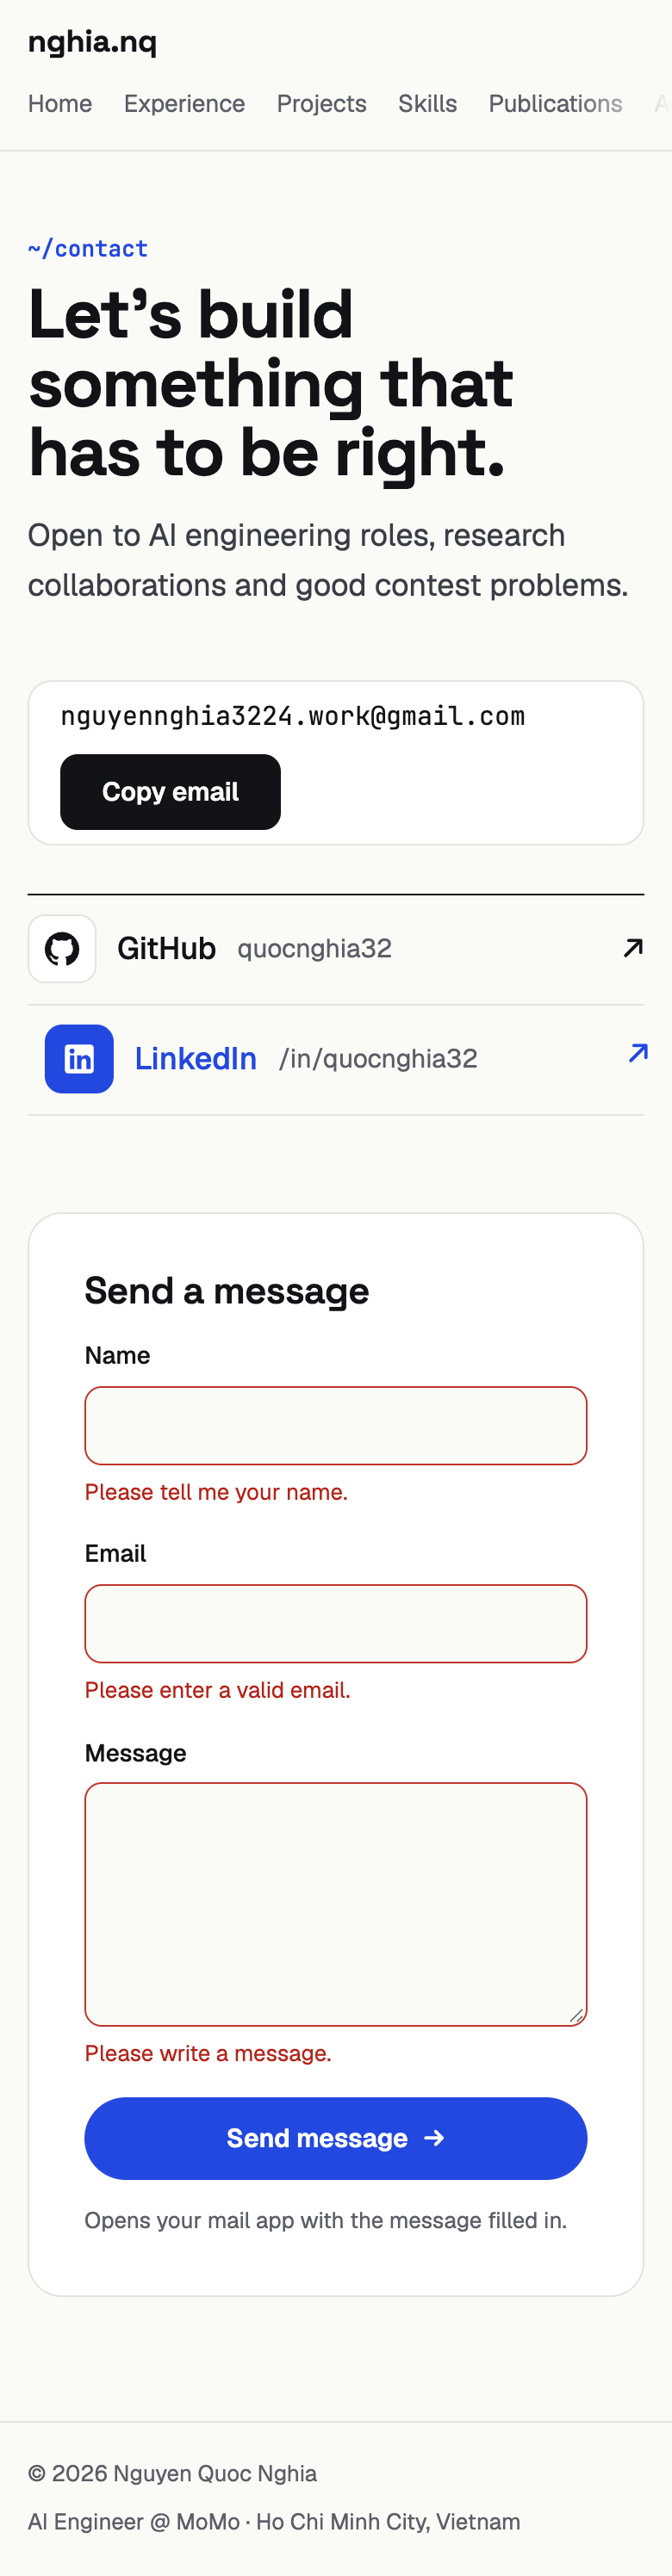 nghia.nq
Home Experience Projects Skills Publications A
~/contact
Let's build
something that
has to be right.
Open to AI engineering roles, research
collaborations and good contest problems.
nguyennghia3224.work@gmail.com
Copy email
GitHub quocnghia32
LinkedIn /in/quocnghia32
Send a message
Name
Please tell me your name.
Email
Please enter a valid email.
Message
Please write a message.
Send message →
Opens your mail app with the message filled in.
© 2026 Nguyen Quoc Nghia
AI Engineer @ MoMo · Ho Chi Minh City, Vietnam